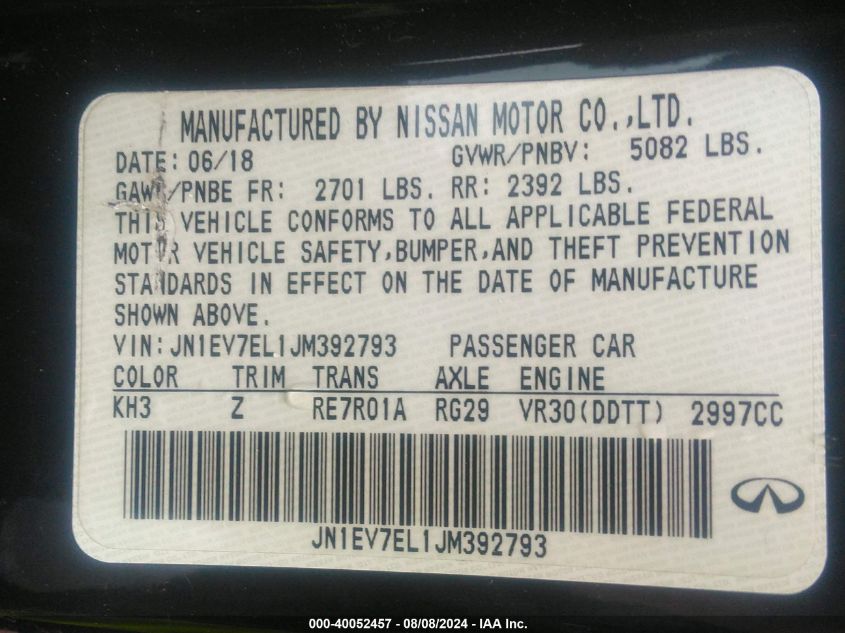 MANUFACTURED BY NISSAN MOTOR CO.,LTD.
DATE: 06/18 GVWR/PNBV: 5082 LBS.
GAWR/PNBE FR: 2701 LBS. RR: 2392 LBS.
THIS VEHICLE CONFORMS TO ALL APPLICABLE FEDERAL
MOTOR VEHICLE SAFETY,BUMPER,AND THEFT PREVENTION
STANDARDS IN EFFECT ON THE DATE OF MANUFACTURE
SHOWN ABOVE.
VIN: JN1EV7EL1JM392793 PASSENGER CAR
COLOR TRIM TRANS AXLE ENGINE
KH3 Z RE7R01A RG29 VR30(DDTT) 2997CC
JN1EV7EL1JM392793
000-40052457 - 08/08/2024 - IAA Inc.